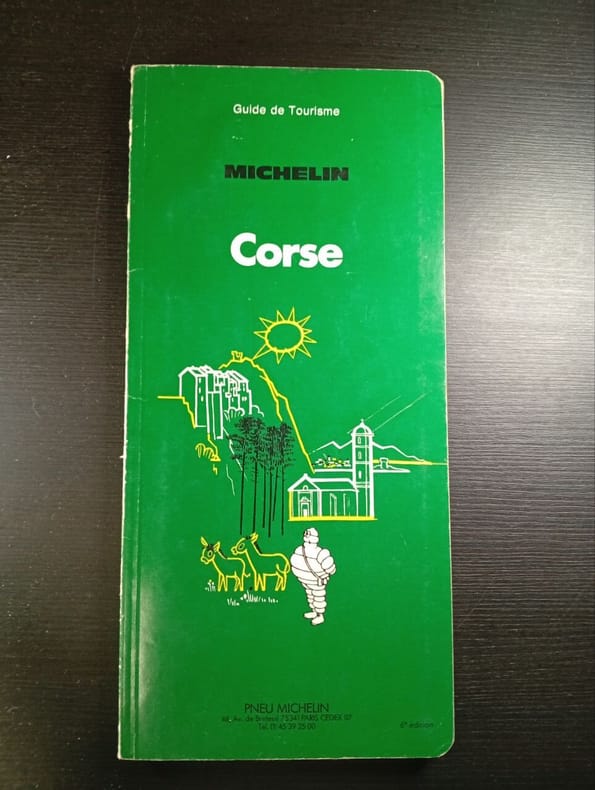 Guide de Tourisme
MICHELIN
Corse
PNEU MICHELIN
46, Av. de Breteuil 75341 PARIS CEDEX 07
Tél. (1) 45 39 25 00
6e édition